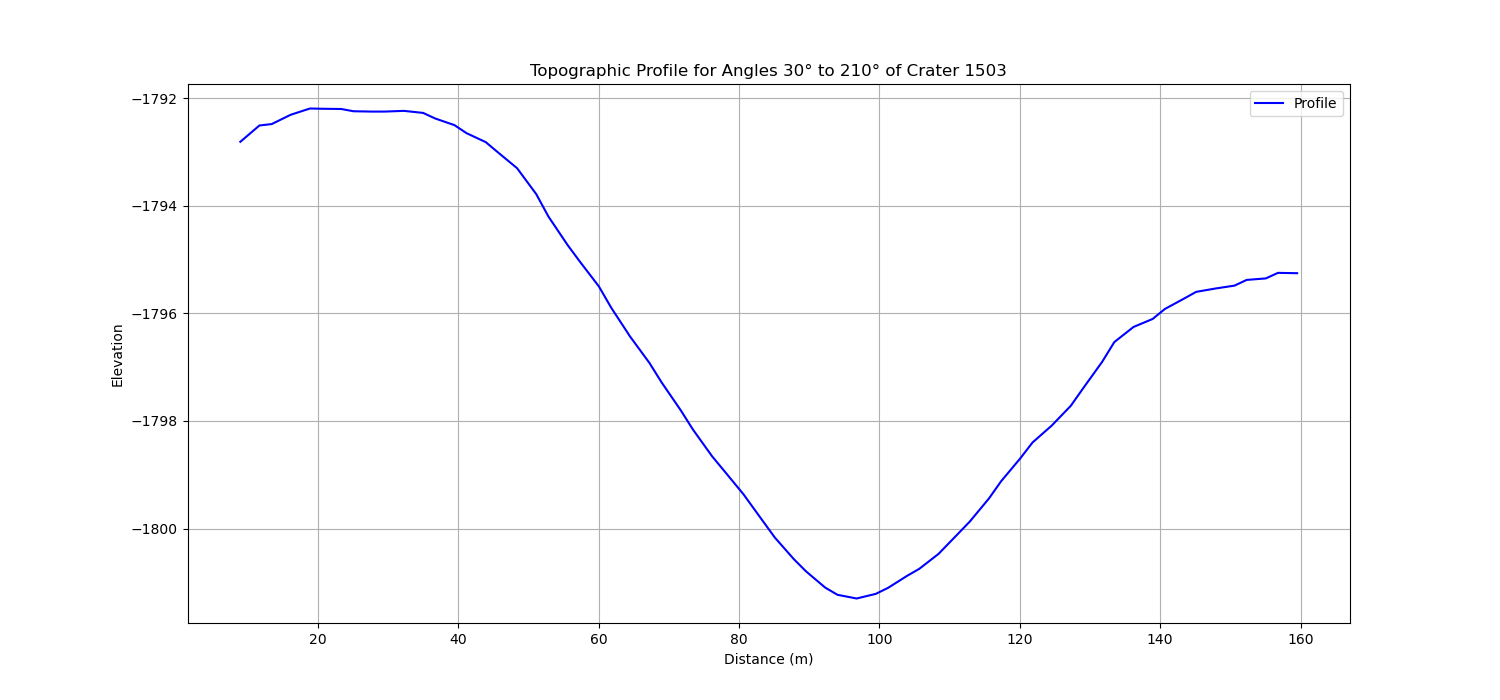 Topographic Profile for Angles 30° to 210° of Crater 1503
Profile
−1792
−1794
−1796
−1798
−1800
Elevation
20 40 60 80 100 120 140 160
Distance (m)